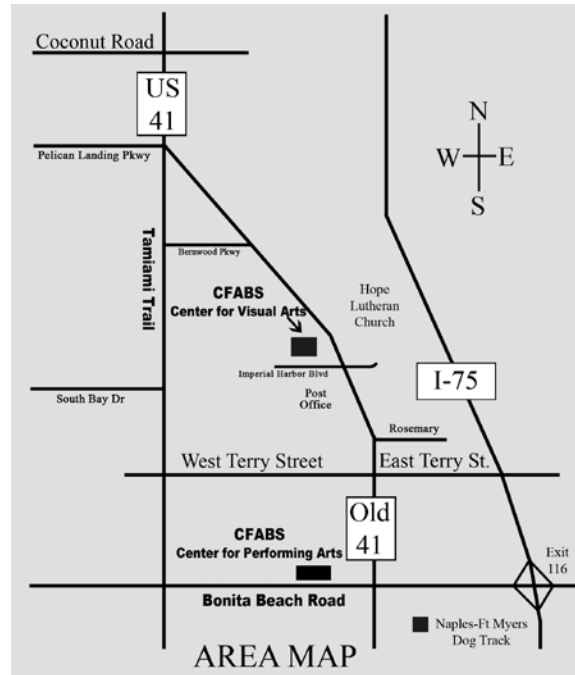 Coconut Road
US
41
N
W E
S
Pelican Landing Pkwy
Tamiami Trail
Bernwood Pkwy
CFABS
Center for Visual Arts
Hope
Lutheran
Church
Imperial Harbor Blvd
I-75
South Bay Dr
Post
Office
Rosemary
West Terry Street
East Terry St.
Old
41
CFABS
Center for Performing Arts
Exit
116
Bonita Beach Road
Naples-Ft Myers
Dog Track
AREA MAP